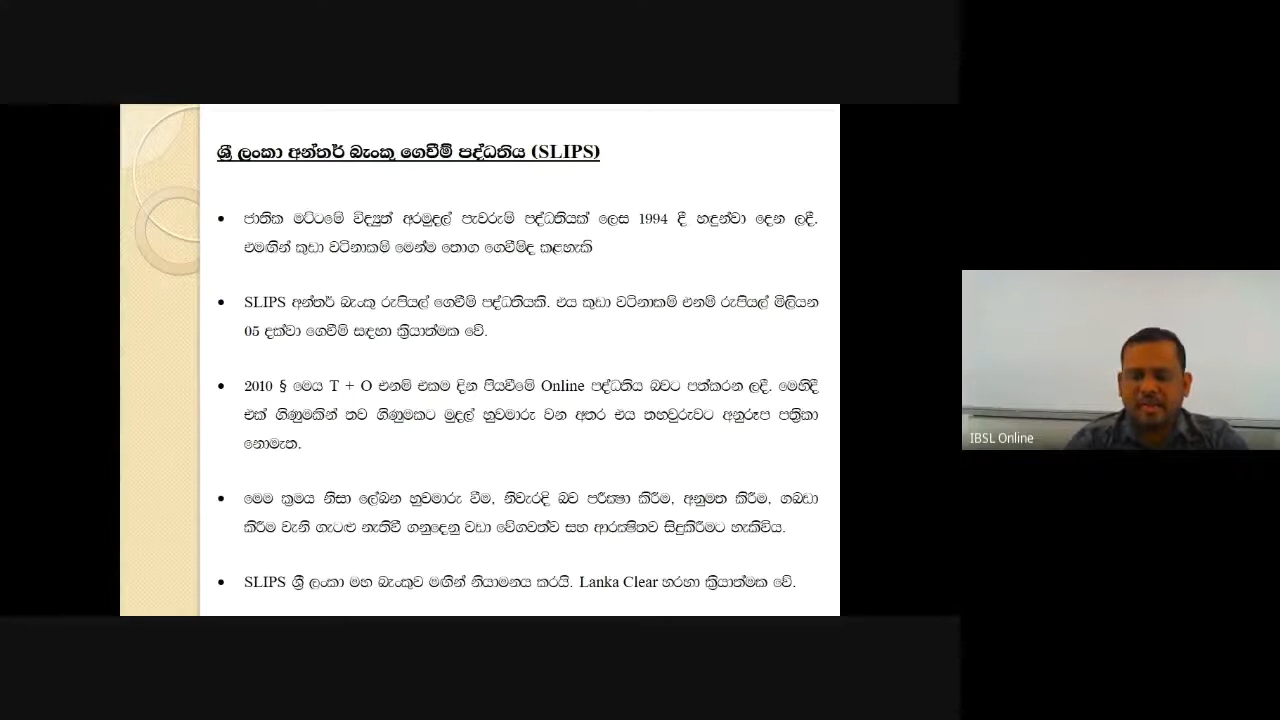 ශ්‍රී ලංකා අන්තර් බැංකු ගෙවීම් පද්ධතිය (SLIPS)
• ජාතික මට්ටමේ විද්‍යුත් අරමුදල් පැවරුම් පද්ධතියක් ලෙස 1994 දී හඳුන්වා දෙන ලදී.
එමඟින් කුඩා වටිනාකම් මෙන්ම තොග ගෙවීම්ද කළහැකි
• SLIPS අන්තර් බැංකු රුපියල් ගෙවීම් පද්ධතියකි. එය කුඩා වටිනාකම් එනම් රුපියල් මිලියන
05 දක්වා ගෙවීම් සඳහා ක්‍රියාත්මක වේ.
• 2010 § මෙය T + O එනම් එකම දින පියවීමේ Online පද්ධතිය බවට පත්කරන ලදී. මෙහිදී
එක් ගිණුමකින් තව ගිණුමකට මුදල් හුවමාරු වන අතර එය තහවුරුවට අනුරූප පත්‍රිකා
නොමැත.
• මෙම ක්‍රමය නිසා ලේඛන හුවමාරු වීම, නිවැරදි බව පරීක්‍ෂා කිරීම, අනුමත කිරීම, ගබඩා
කිරීම වැනි ගැටළු නැතිවී ගනුදෙනු වඩා වේගවත්ව සහ ආරක්‍ෂිතව සිදුකිරීමට හැකිවිය.
• SLIPS ශ්‍රී ලංකා මහ බැංකුව මඟින් නියාමනය කරයි. Lanka Clear හරහා ක්‍රියාත්මක වේ.
IBSL Online